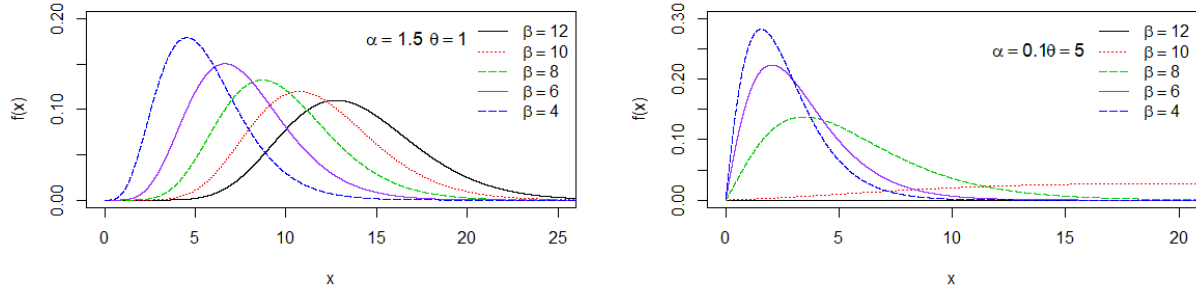 f(x)
0.00
0.10
0.20
0
5
10
15
20
25
x
α = 1.5 θ = 1
β = 12
β = 10
β = 8
β = 6
β = 4
f(x)
0.00
0.10
0.20
0.30
0
5
10
15
20
x
α = 0.1θ = 5
β = 12
β = 10
β = 8
β = 6
β = 4